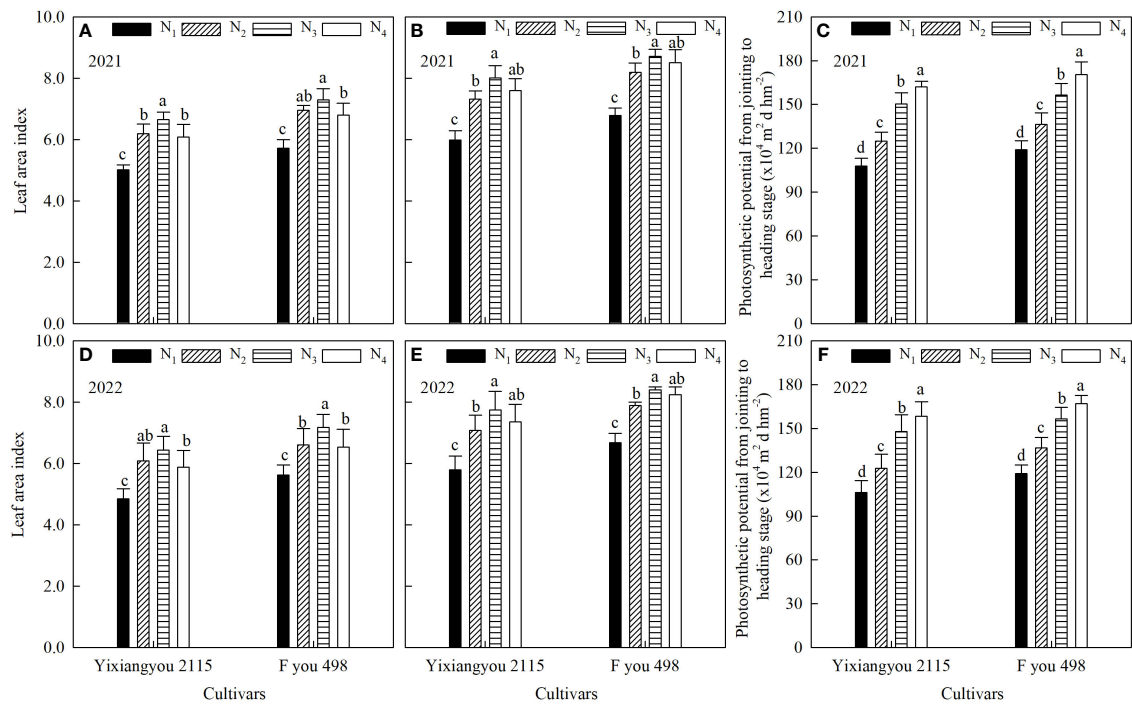 A N₁ N₂ N₃ N₄
2021
10.0
8.0
6.0
4.0
0.0
Leaf area index
c b a b
c ab a b
B N₁ N₂ N₃ N₄
2021
c b a ab
c b a ab
C N₁ N₂ N₃ N₄
2021
210
180
150
120
90
60
30
0
Photosynthetic potential from jointing to
heading stage (x10⁴ m² d hm⁻²)
d c b a
d c b a
D N₁ N₂ N₃ N₄
2022
10.0
8.0
6.0
4.0
2.0
0.0
Leaf area index
c ab a b
c b a b
Yixiangyou 2115 F you 498
Cultivars
E N₁ N₂ N₃ N₄
2022
c b a ab
c b a ab
Yixiangyou 2115 F you 498
Cultivars
F N₁ N₂ N₃ N₄
2022
210
180
150
120
90
60
30
0
Photosynthetic potential from jointing to
heading stage (x10⁴ m² d hm⁻²)
d c b a
d c b a
Yixiangyou 2115 F you 498
Cultivars